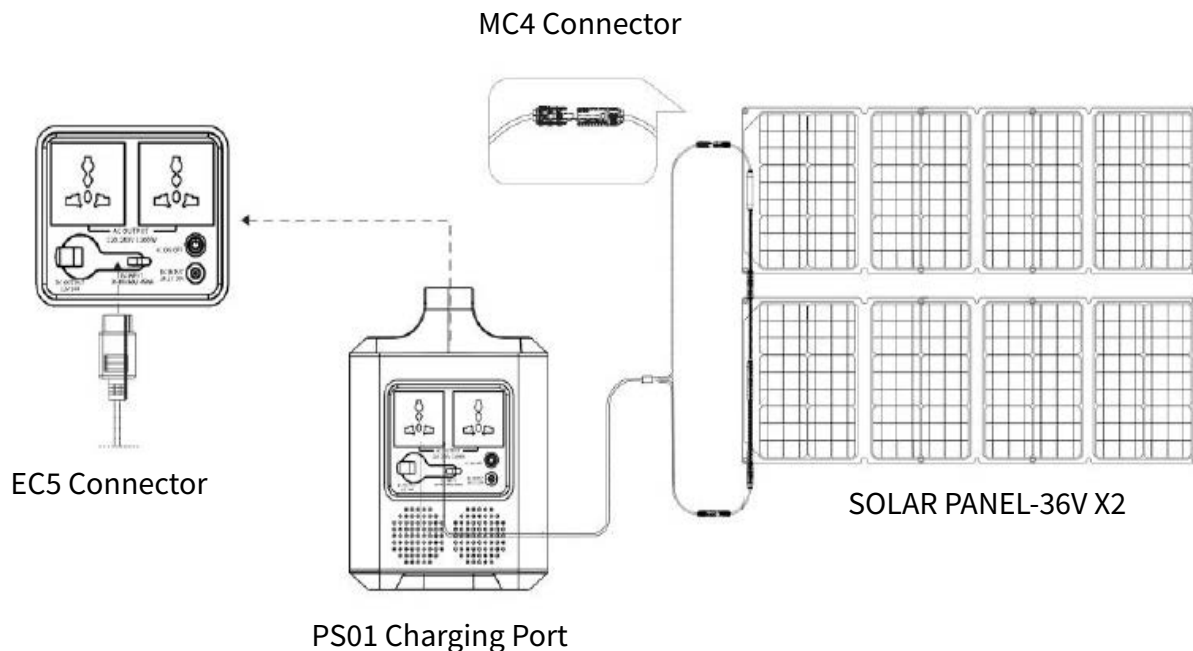 MC4 Connector
AC OUTPUT
EC5 Connector
SOLAR PANEL-36V X2
PS01 Charging Port